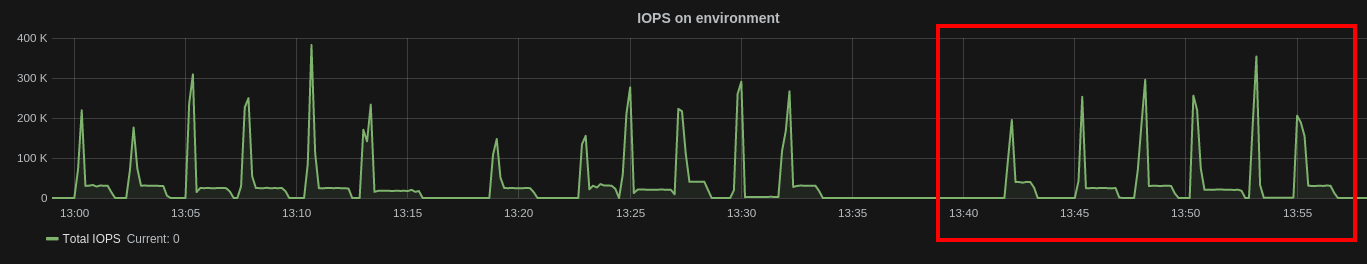 IOPS on environment
400 K
300 K
200 K
100 K
0
13:00 13:05 13:10 13:15 13:20 13:25 13:30 13:35 13:40 13:45 13:50 13:55
Total IOPS Current: 0